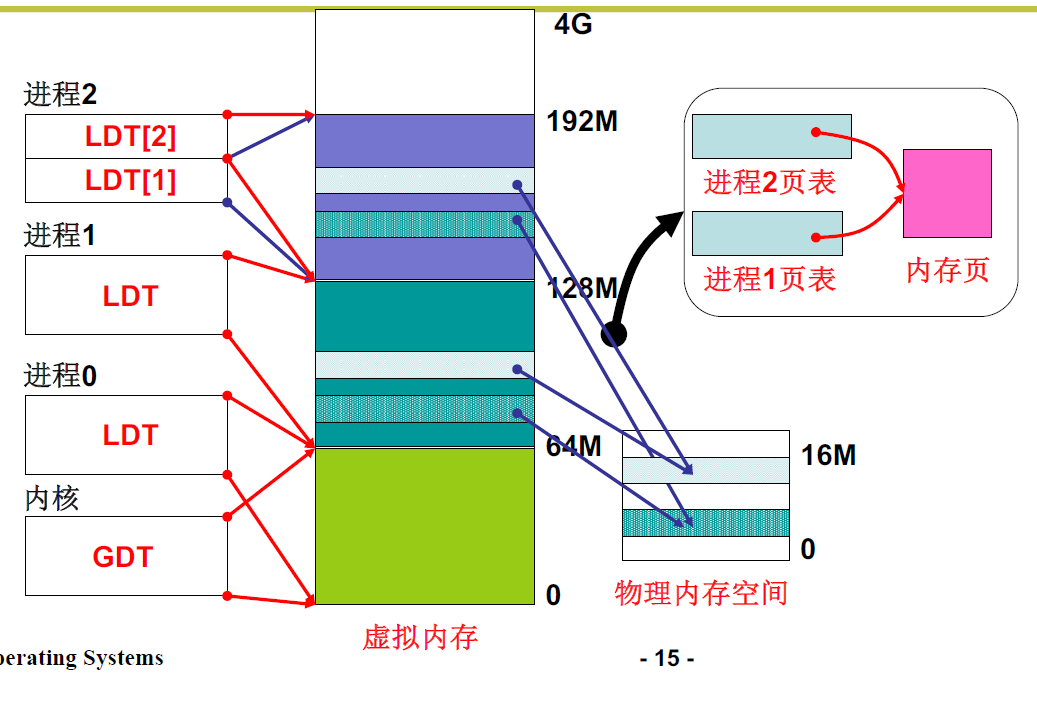 4G
进程2
LDT[2]
LDT[1]
192M
进程2页表
进程1
LDT
进程1页表
内存页
128M
进程0
LDT
64M
16M
内核
GDT
0
0
物理内存空间
虚拟内存
perating Systems
- 15 -